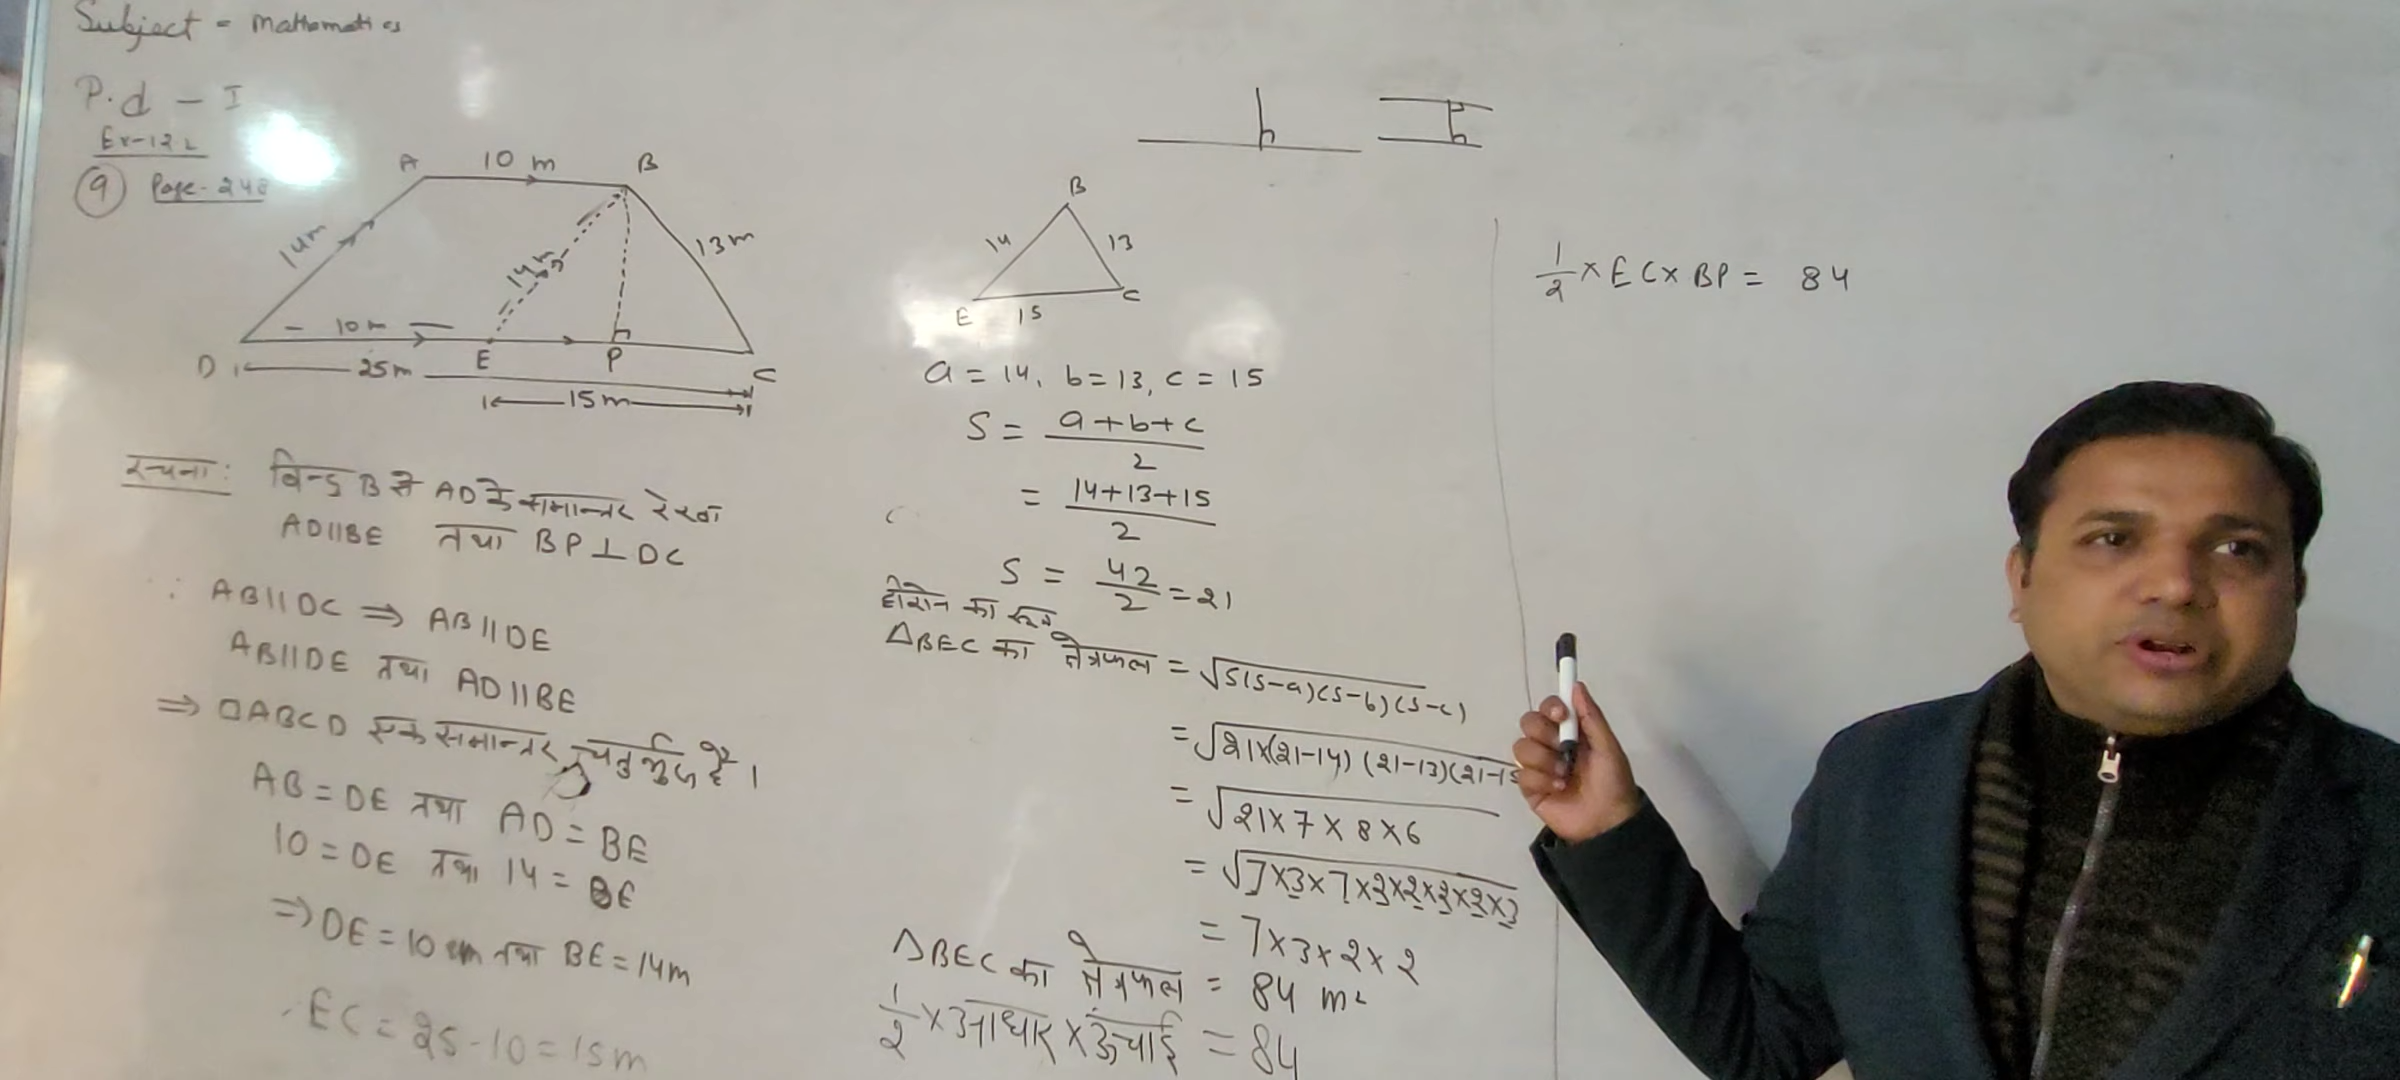 Subject - Mathematics
P.d - I
Ex-12.2
9 Page-248
A 10 m B
14m
14m
13m
10m
D E P C
25m
15m
रचना: बिन्दु B से AD के समान्तर रेखा
AD||BE तथा BP⊥DC
∴ AB||DC ⇒ AB||DE
AB||DE तथा AD||BE
⇒ □ABCD एक समान्तर चतुर्भुज है।
AB = DE तथा AD = BE
10 = DE तथा 14 = BE
⇒ DE = 10 m तथा BE = 14m
∴ EC = 25-10 = 15m
B
14 13
E 15 C
a = 14, b = 13, c = 15
S = a+b+c / 2
= 14+13+15 / 2
S = 42/2 = 21
हीरोन का सूत्र
△BEC का क्षेत्रफल = √S(S-a)(S-b)(S-c)
= √21×(21-14) (21-13)(21-15
= √21×7×8×6
= √7×3×7×2×2×2×2×3
= 7×3×2×2
△BEC का क्षेत्रफल = 84 m²
1/2 × आधार × ऊंचाई = 84
1/2 × EC × BP = 84